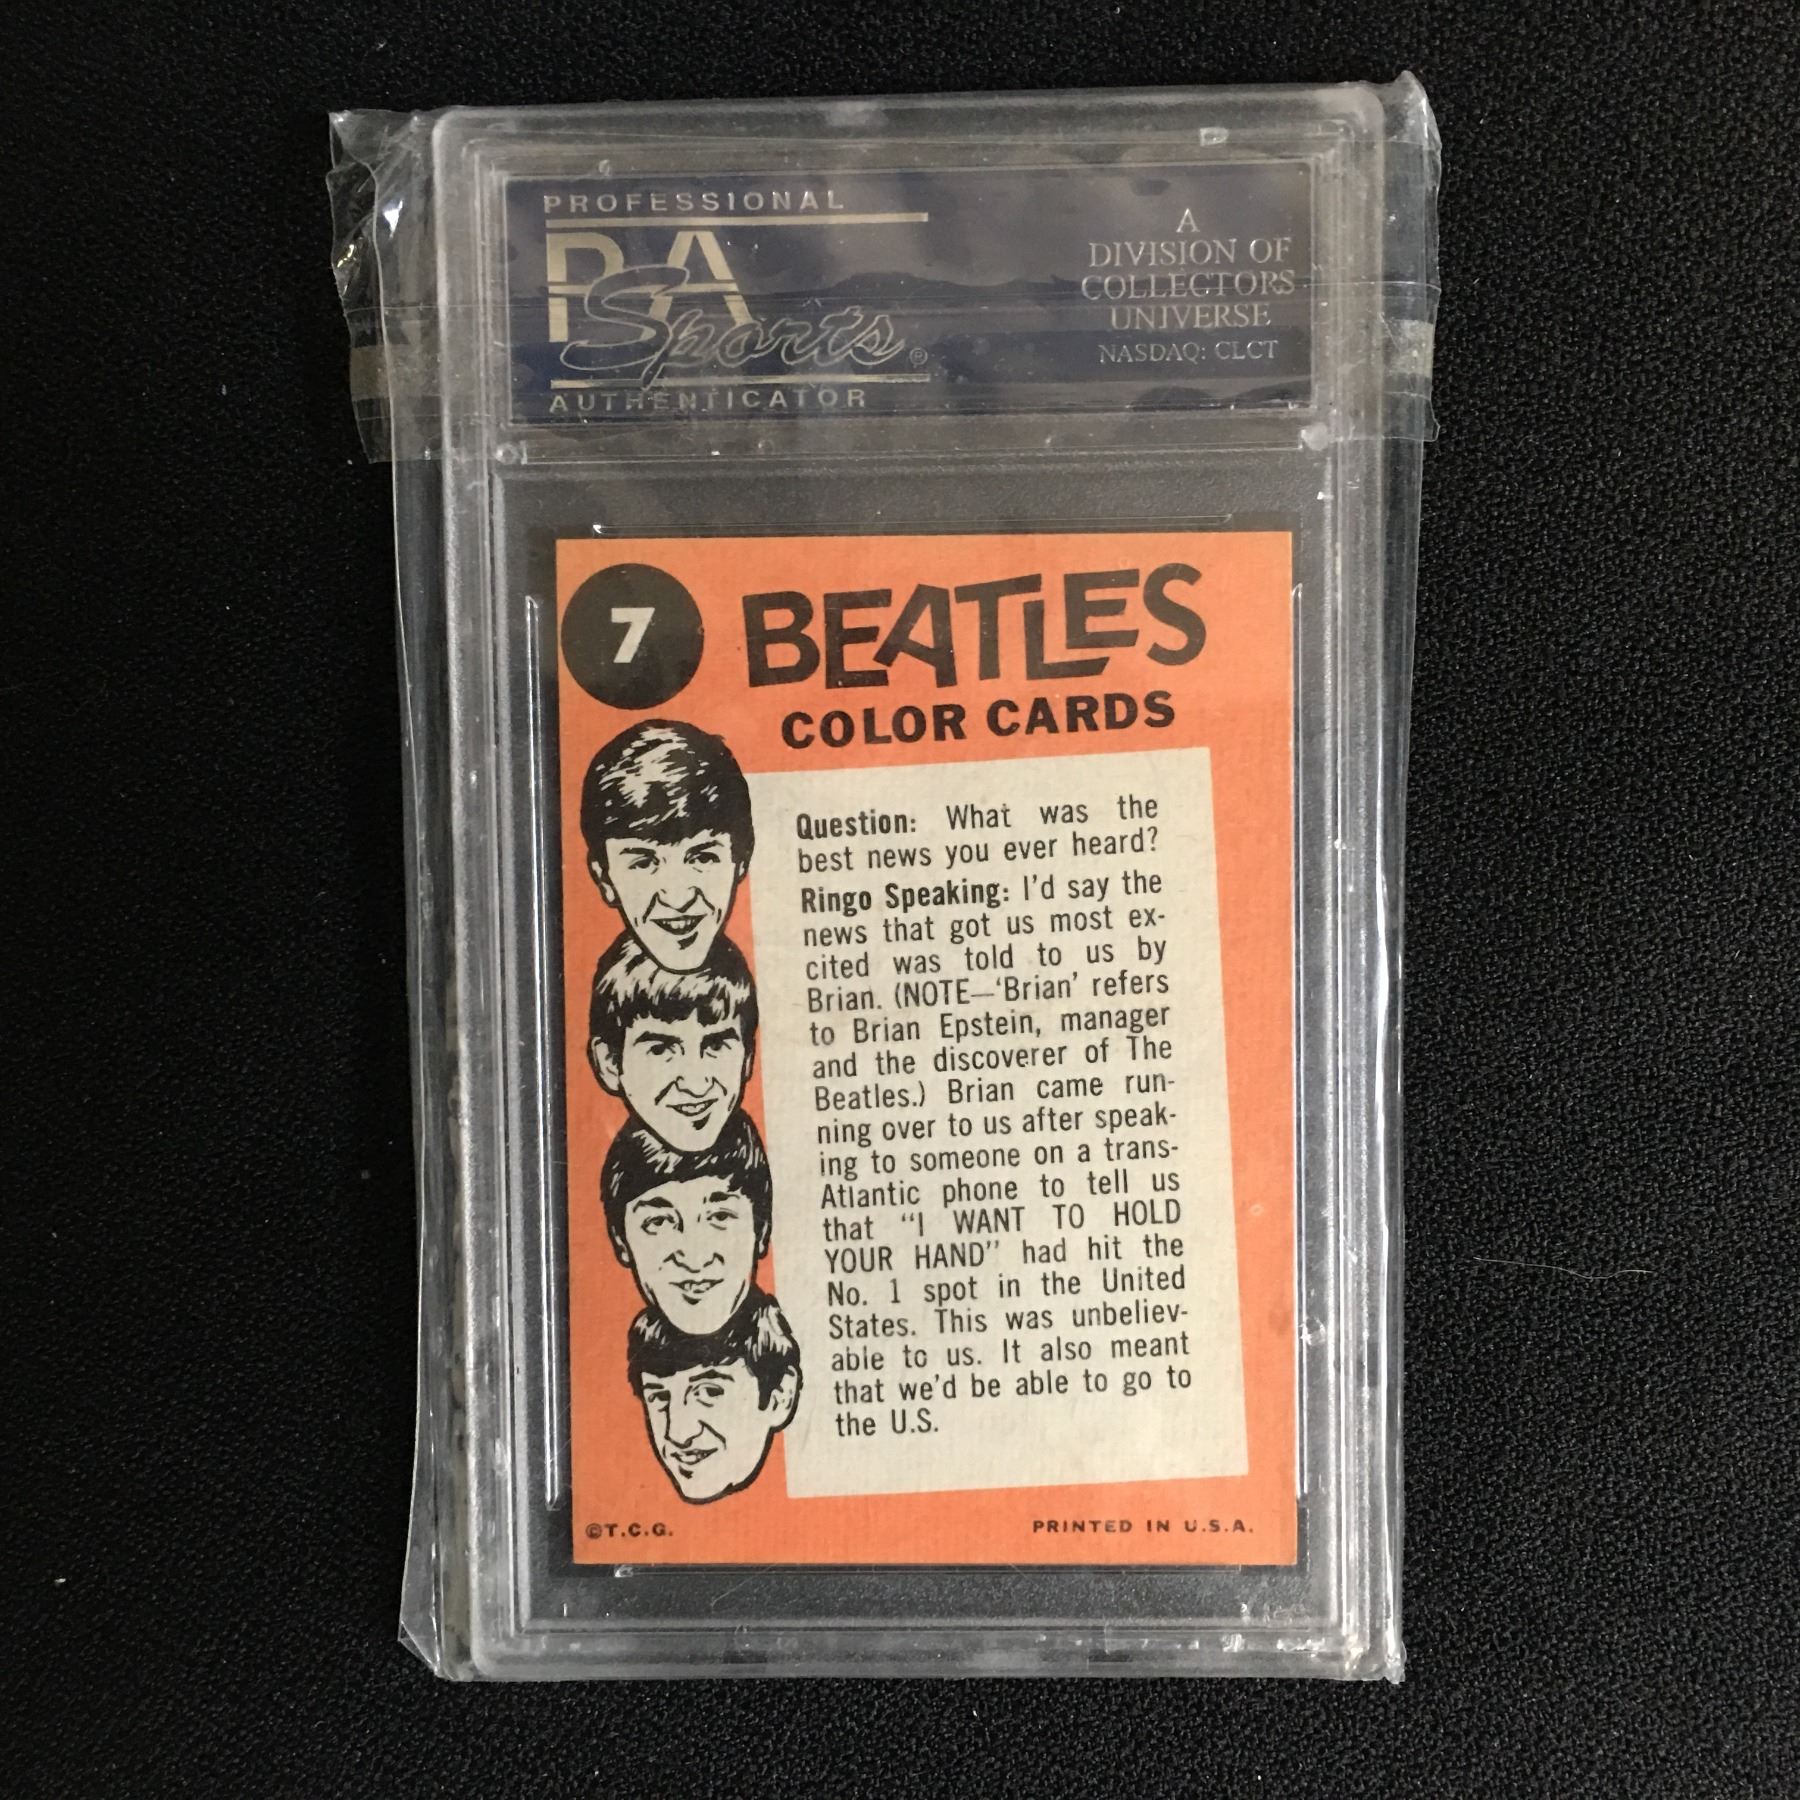 PROFESSIONAL
PSA
Sports®
AUTHENTICATOR
A
DIVISION OF
COLLECTORS
UNIVERSE
NASDAQ: CLCT
7
BEATLES
COLOR CARDS
Question: What was the
best news you ever heard?
Ringo Speaking: I'd say the
news that got us most ex-
cited was told to us by
Brian. (NOTE—'Brian' refers
to Brian Epstein, manager
and the discoverer of The
Beatles.) Brian came run-
ning over to us after speak-
ing to someone on a trans-
Atlantic phone to tell us
that "I WANT TO HOLD
YOUR HAND" had hit the
No. 1 spot in the United
States. This was unbeliev-
able to us. It also meant
that we'd be able to go to
the U.S.
©T.C.G.
PRINTED IN U.S.A.